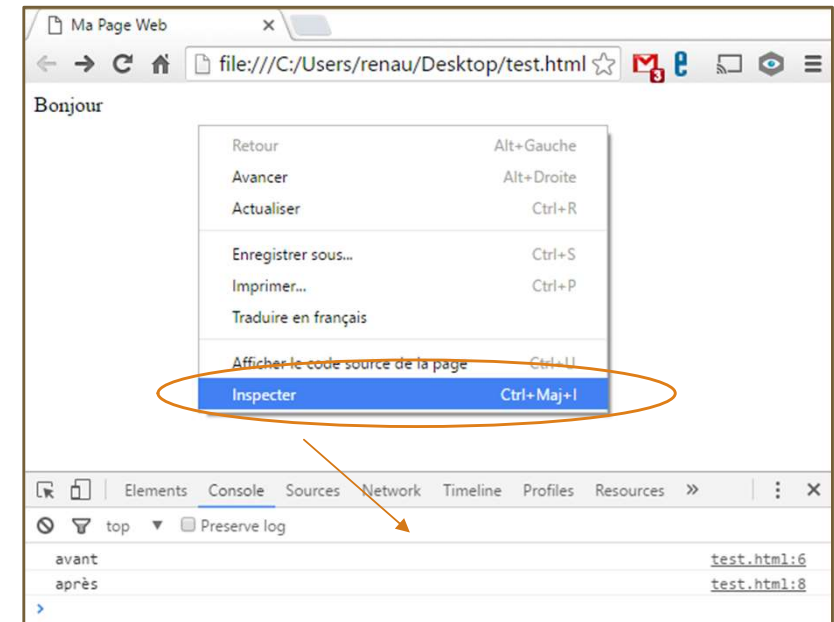 Ma Page Web
file:///C:/Users/renau/Desktop/test.html
3
Bonjour
Retour Alt+Gauche
Avancer Alt+Droite
Actualiser Ctrl+R
Enregistrer sous... Ctrl+S
Imprimer... Ctrl+P
Traduire en français
Afficher le code source de la page Ctrl+U
Inspecter Ctrl+Maj+I
Elements Console Sources Network Timeline Profiles Resources »
top Preserve log
avant test.html:6
après test.html:8
>